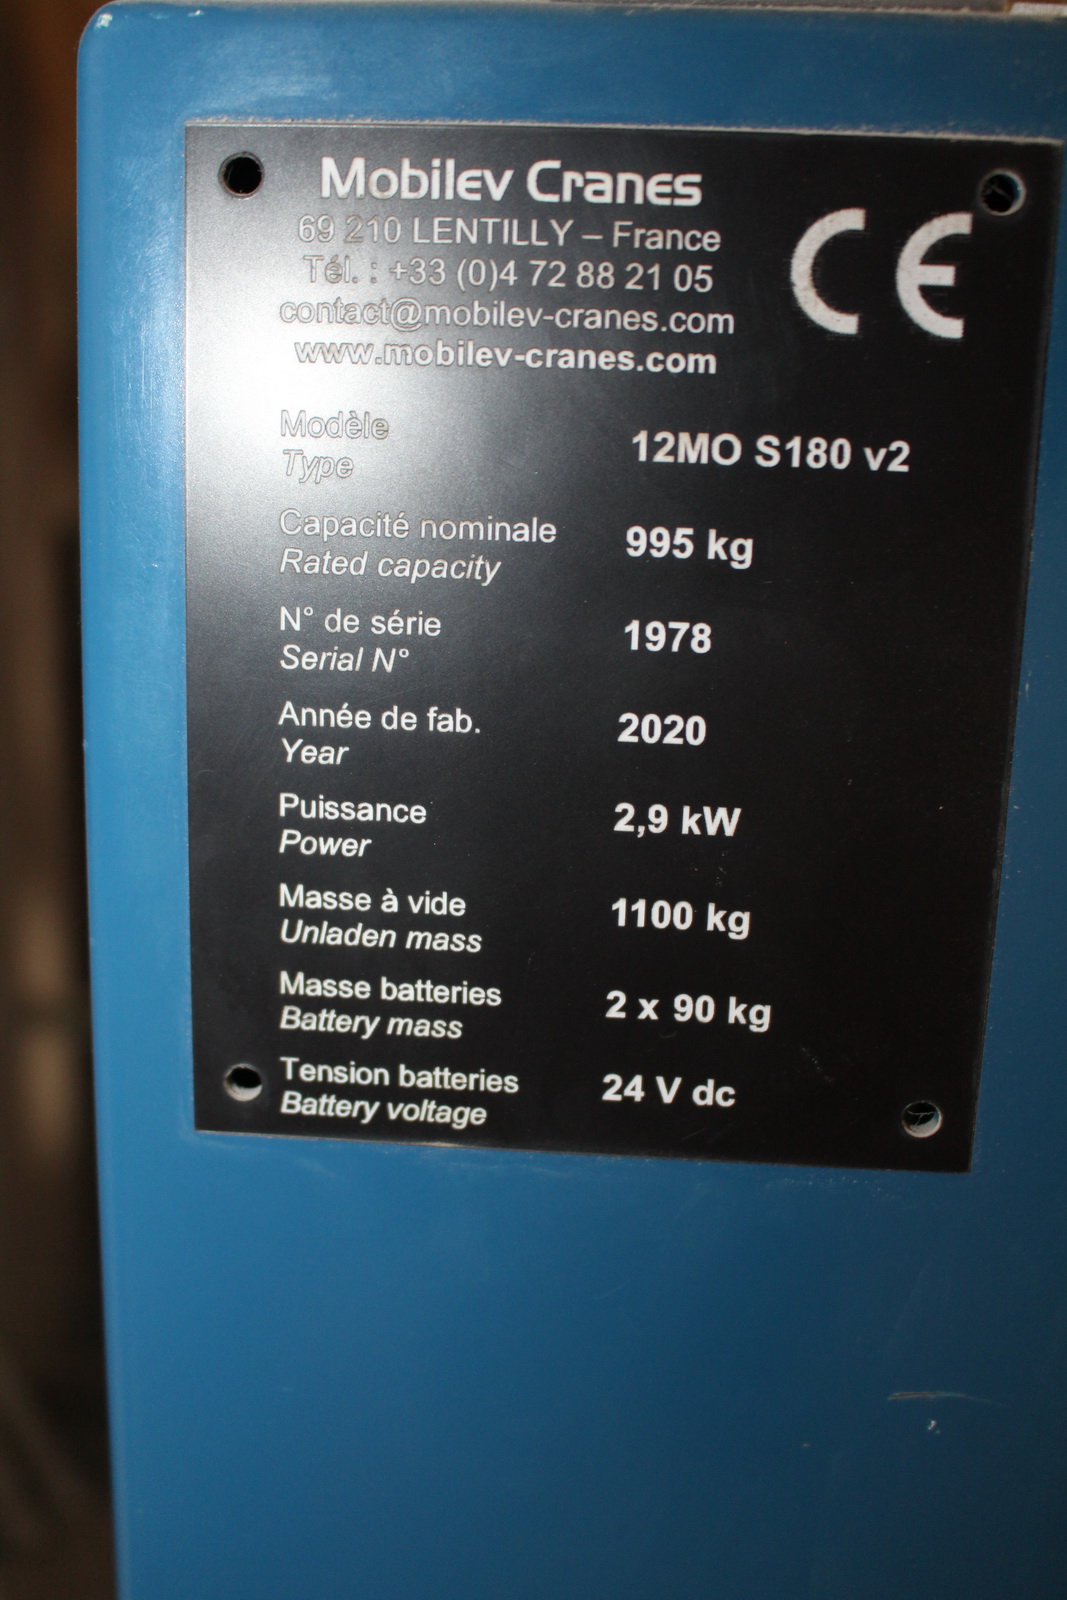 Mobilev Cranes
69 210 LENTILLY – France
Tél. : +33 (0)4 72 88 21 05
contact@mobilev-cranes.com
www.mobilev-cranes.com
CE
Modèle
Type
12MO S180 v2
Capacité nominale
Rated capacity
995 kg
N° de série
Serial N°
1978
Année de fab.
Year
2020
Puissance
Power
2,9 kW
Masse à vide
Unladen mass
1100 kg
Masse batteries
Battery mass
2 x 90 kg
Tension batteries
Battery voltage
24 V dc